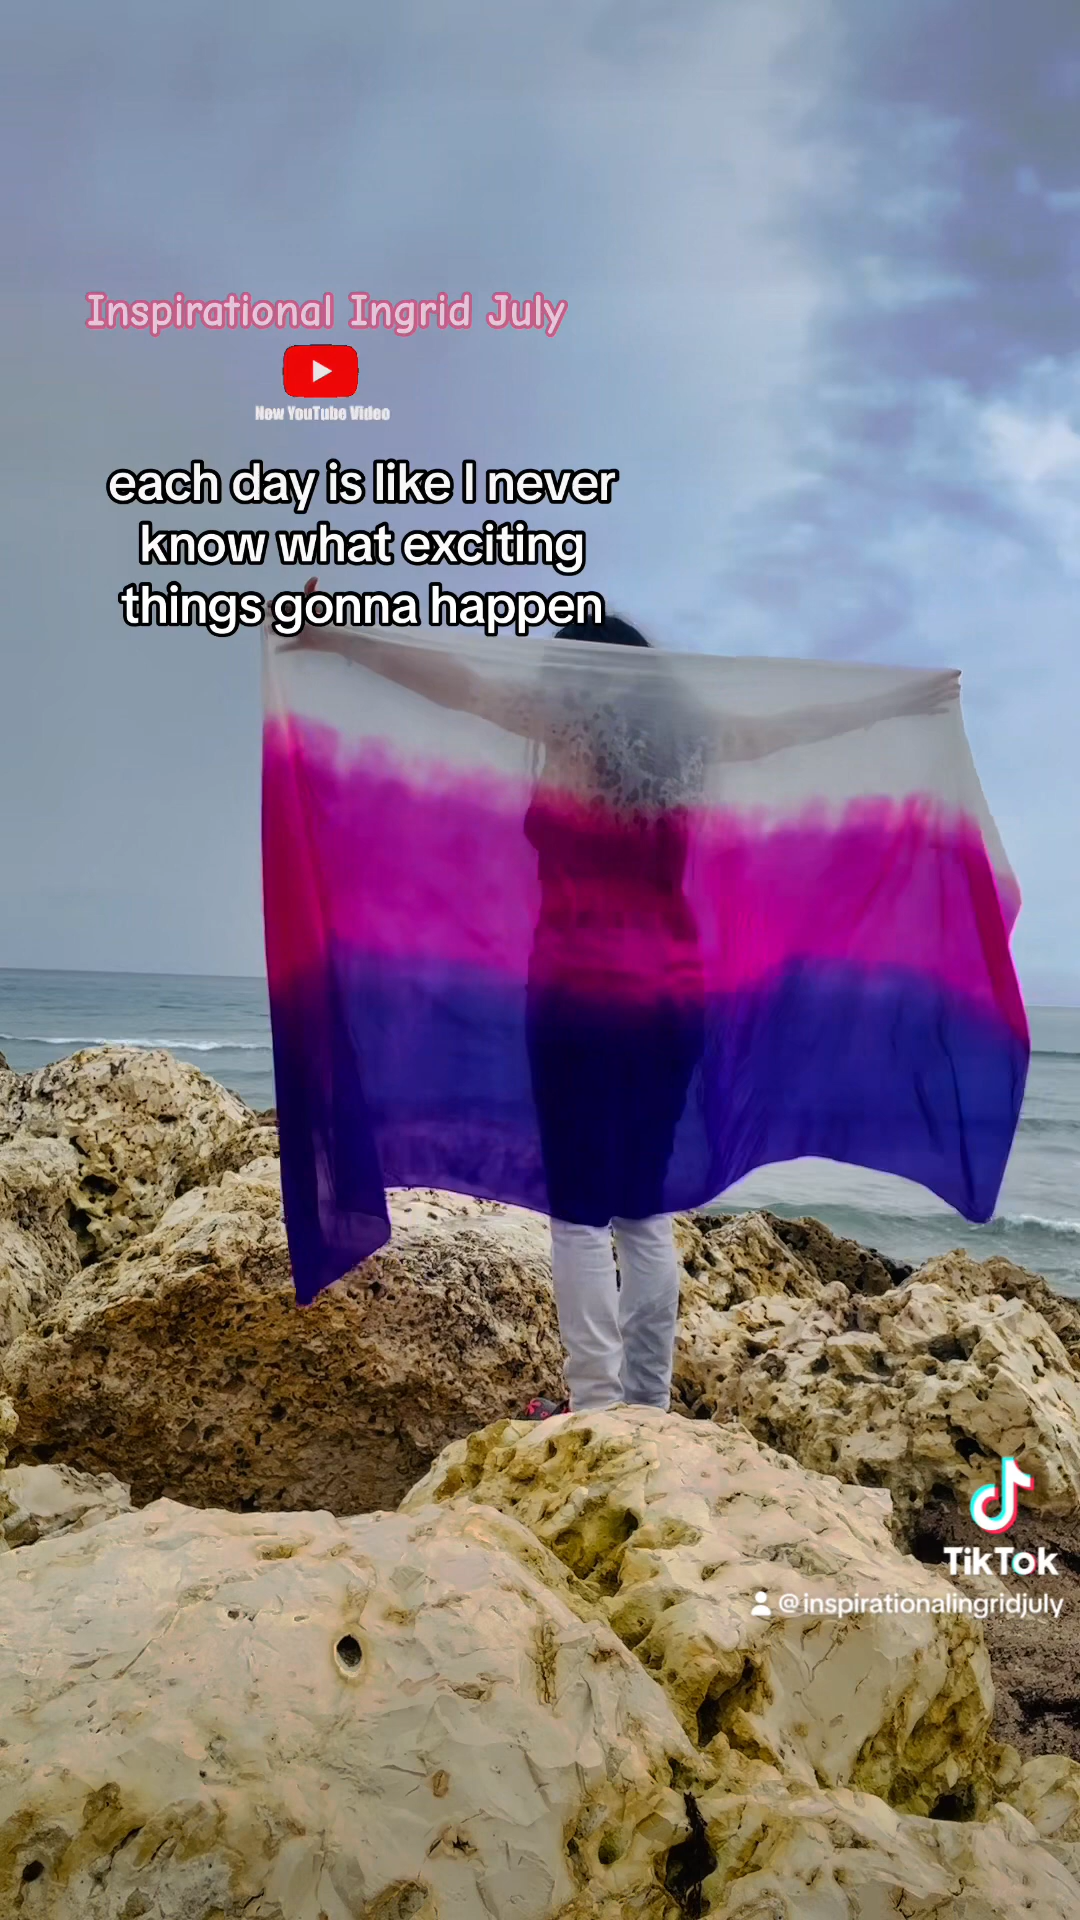 Inspirational Ingrid July
New YouTube Video
each day is like I never
know what exciting
things gonna happen
TikTok
@inspirationalingridjuly